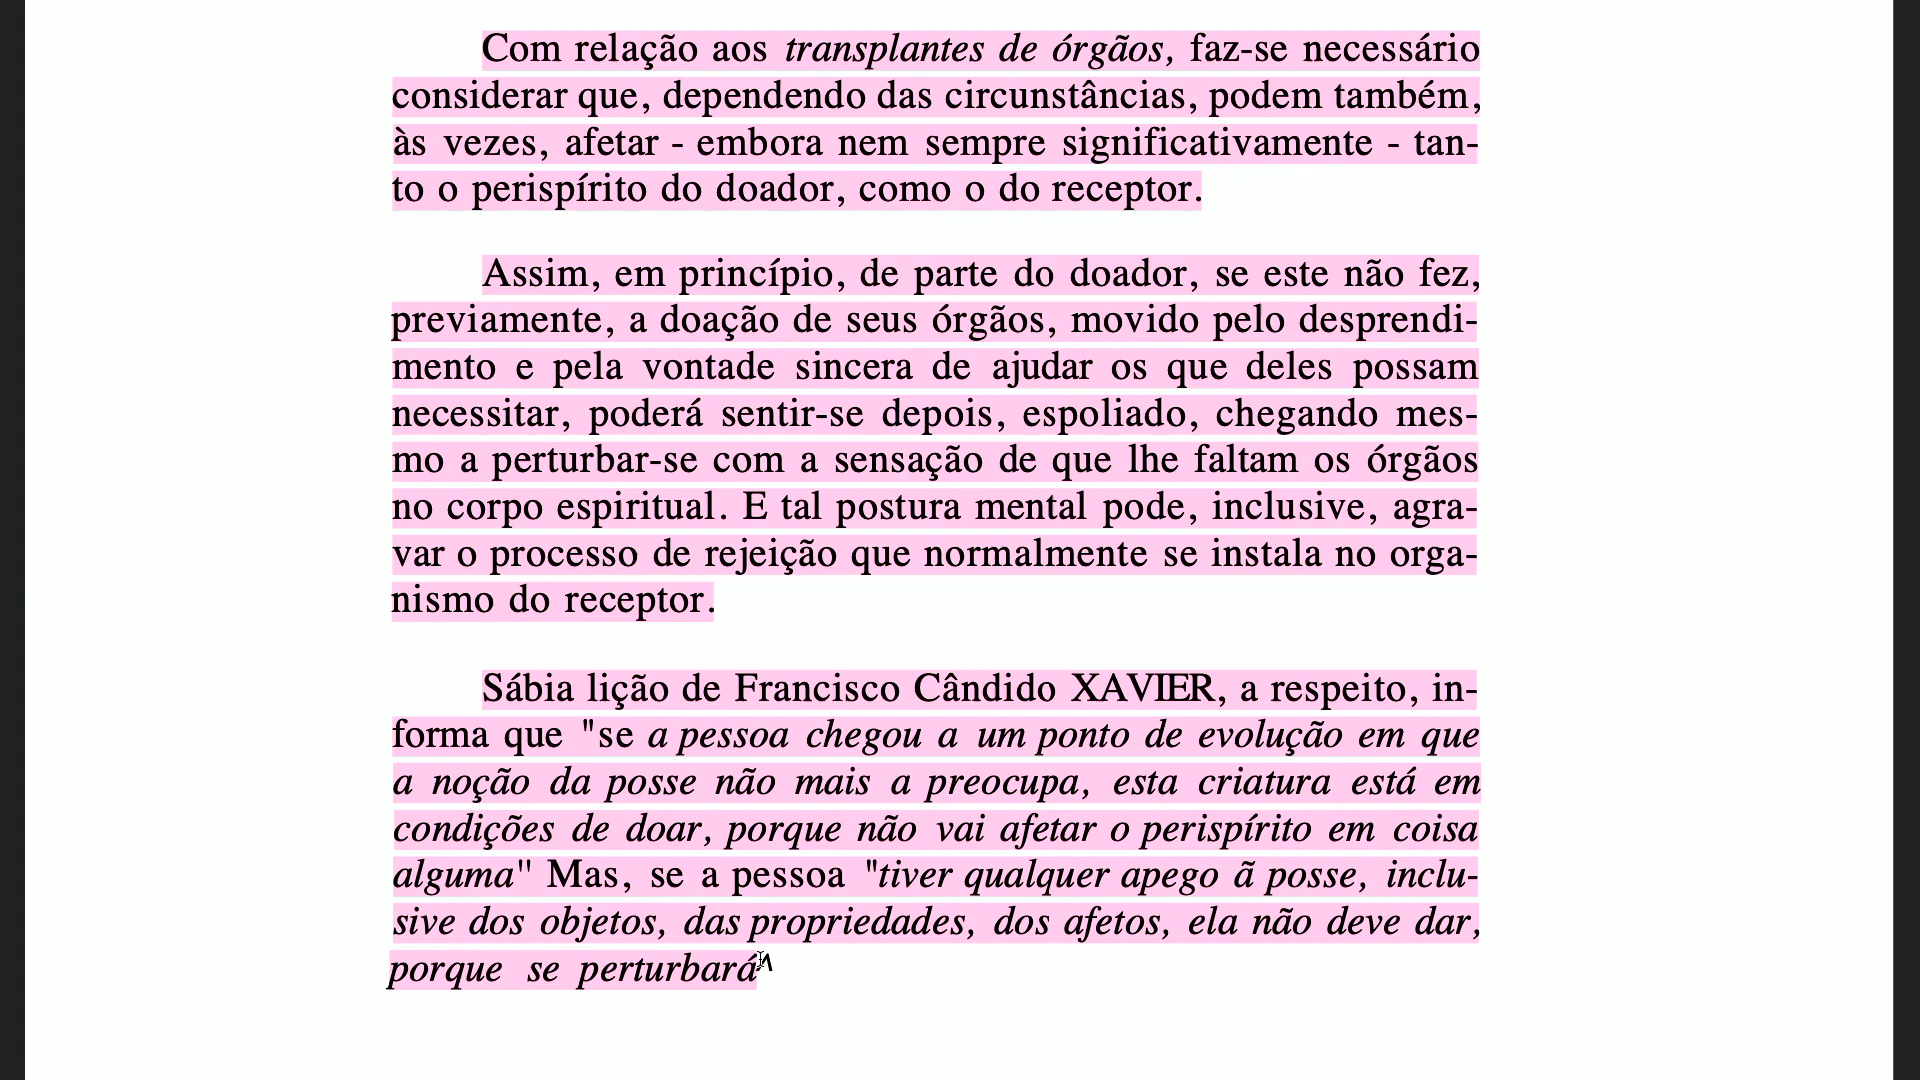 Com relação aos transplantes de órgãos, faz-se necessário
considerar que, dependendo das circunstâncias, podem também,
às vezes, afetar - embora nem sempre significativamente - tan-
to o perispírito do doador, como o do receptor.
Assim, em princípio, de parte do doador, se este não fez,
previamente, a doação de seus órgãos, movido pelo desprendi-
mento e pela vontade sincera de ajudar os que deles possam
necessitar, poderá sentir-se depois, espoliado, chegando mes-
mo a perturbar-se com a sensação de que lhe faltam os órgãos
no corpo espiritual. E tal postura mental pode, inclusive, agra-
var o processo de rejeição que normalmente se instala no orga-
nismo do receptor.
Sábia lição de Francisco Cândido XAVIER, a respeito, in-
forma que "se a pessoa chegou a um ponto de evolução em que
a noção da posse não mais a preocupa, esta criatura está em
condições de doar, porque não vai afetar o perispírito em coisa
alguma" Mas, se a pessoa "tiver qualquer apego ã posse, inclu-
sive dos objetos, das propriedades, dos afetos, ela não deve dar,
porque se perturbará